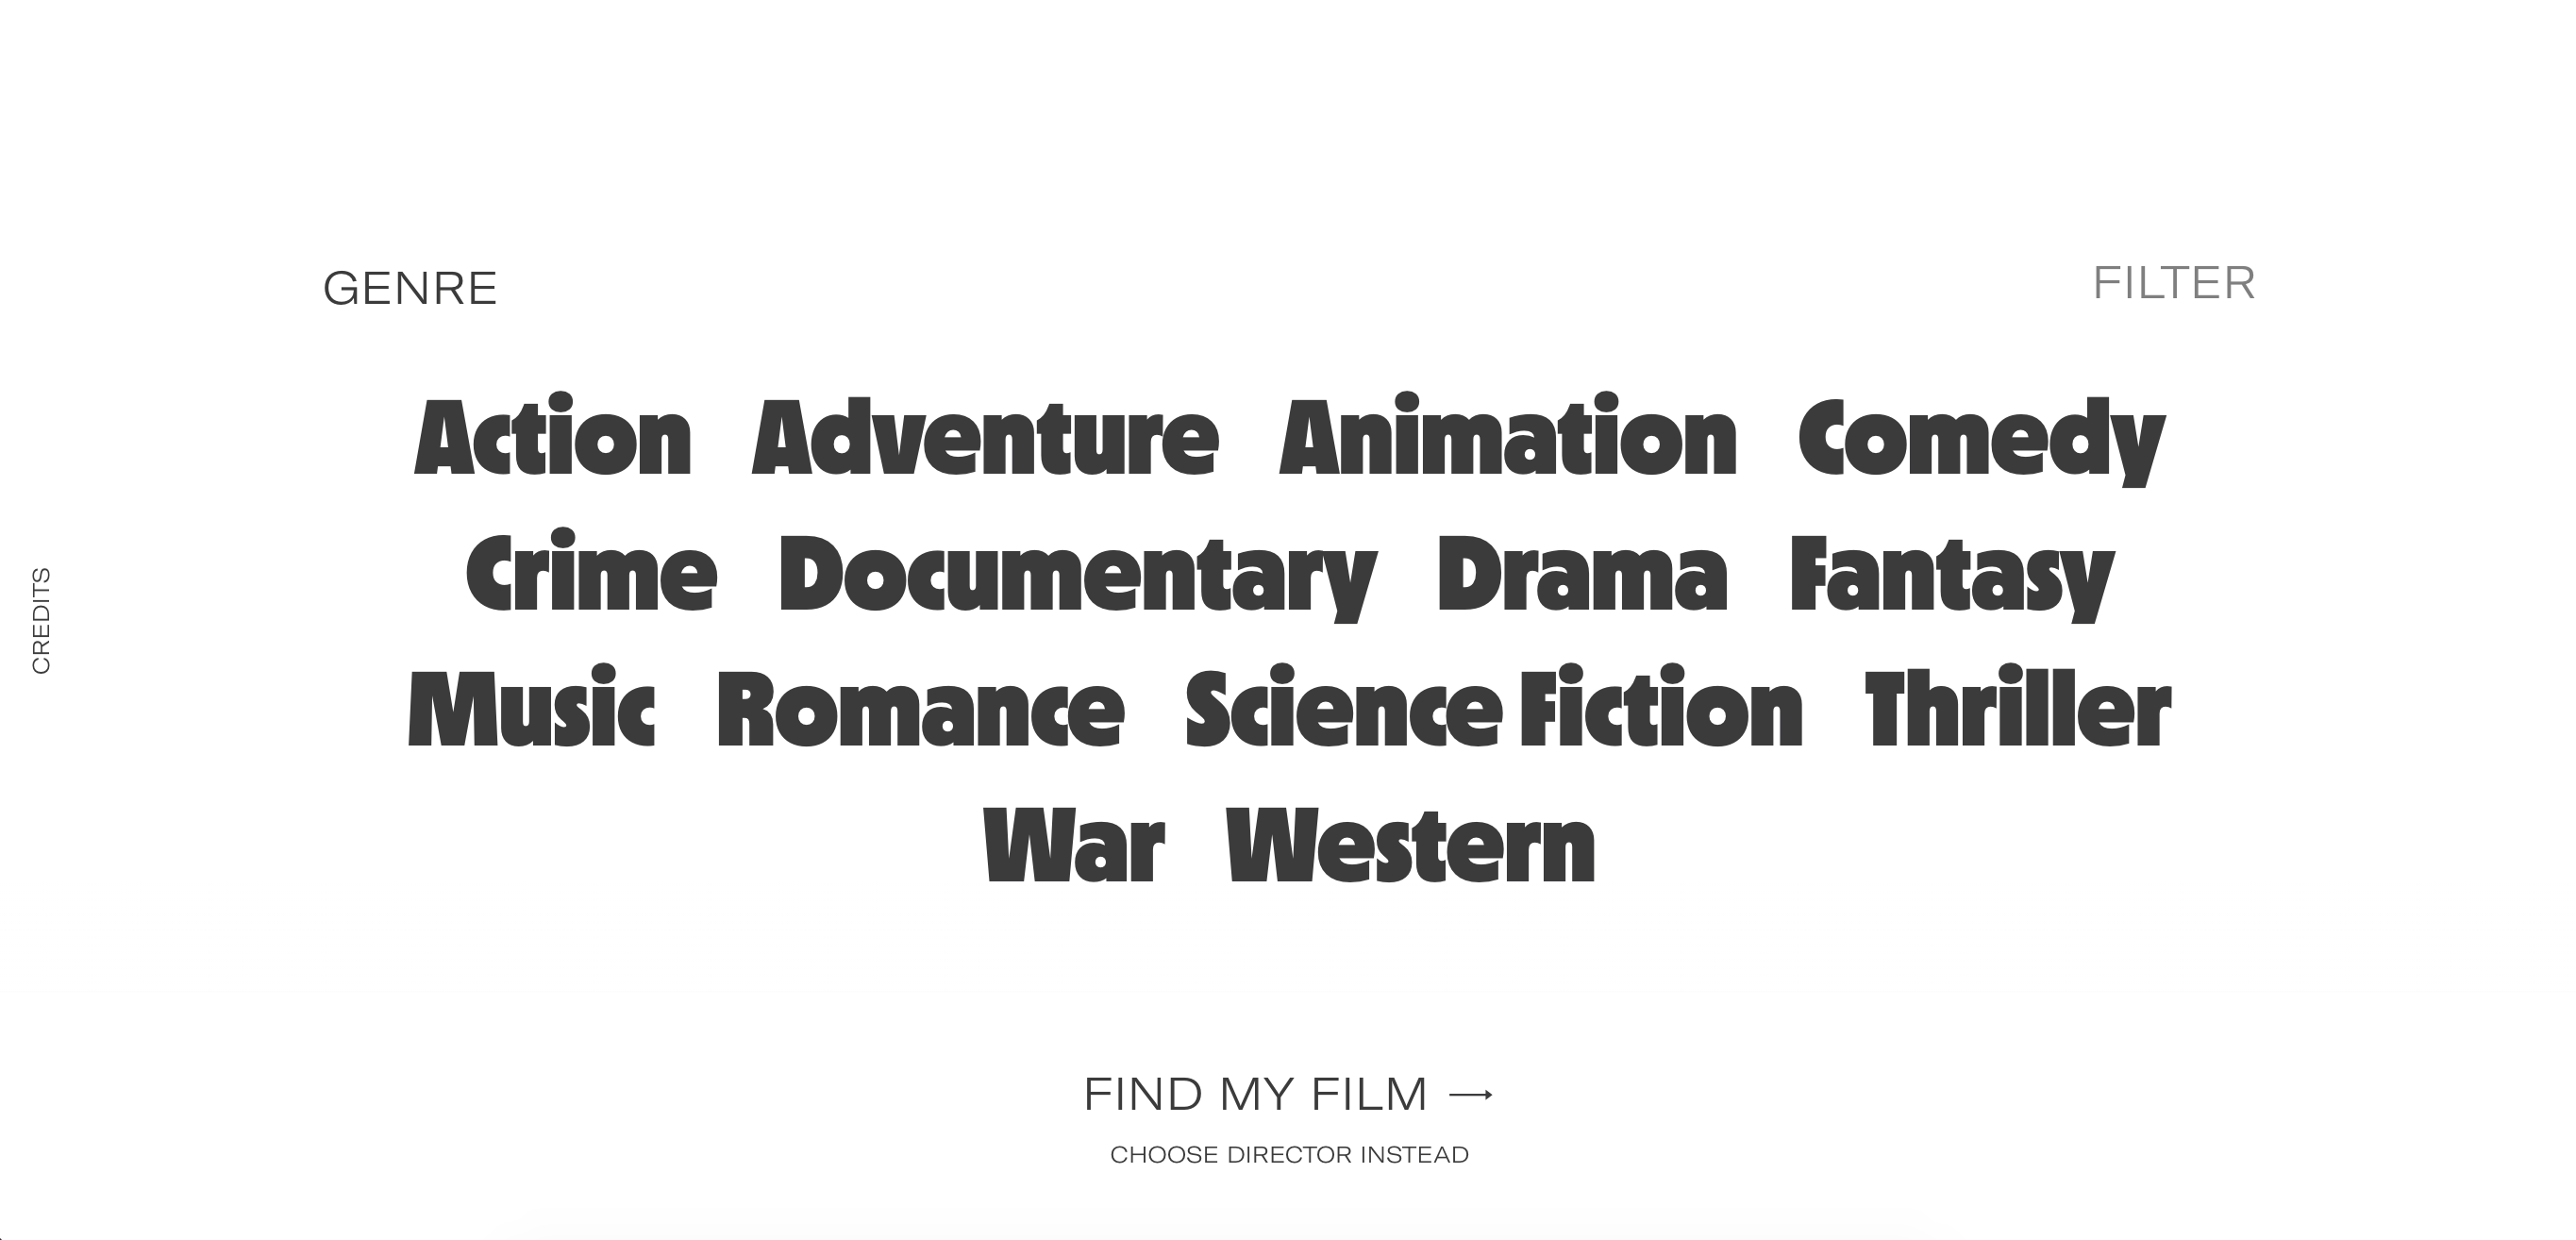 GENRE
FILTER
Action Adventure Animation Comedy
Crime Documentary Drama Fantasy
Music Romance Science Fiction Thriller
War Western
CREDITS
FIND MY FILM →
CHOOSE DIRECTOR INSTEAD